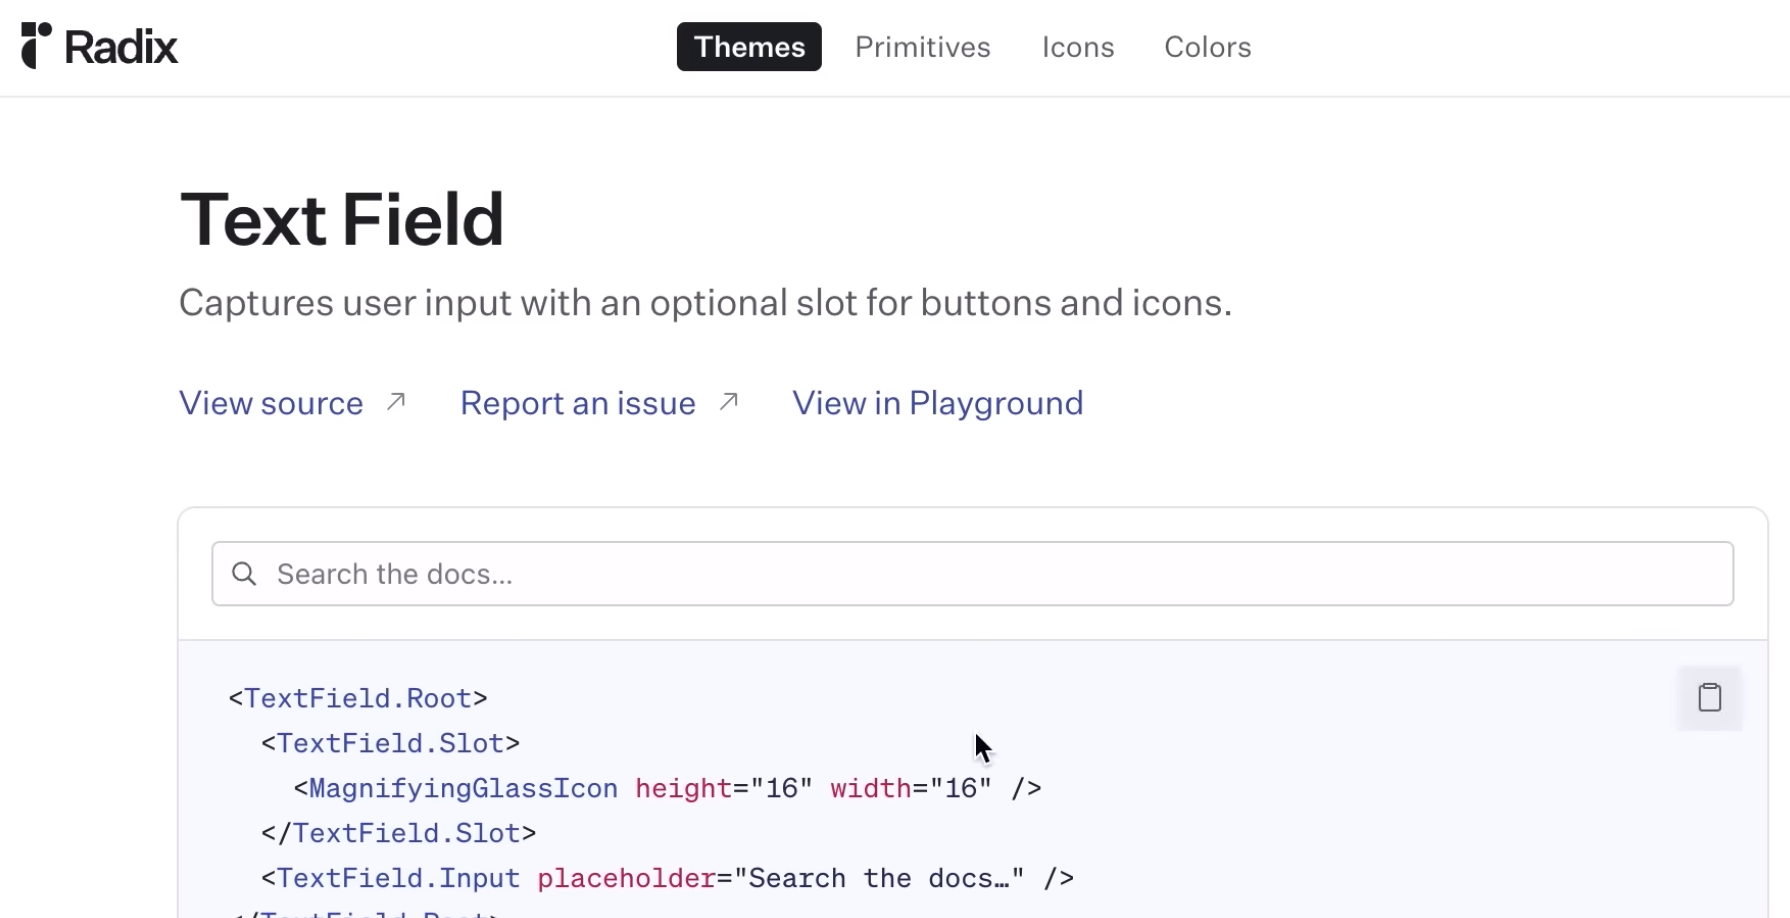 Radix
Themes Primitives Icons Colors
Text Field
Captures user input with an optional slot for buttons and icons.
View source Report an issue View in Playground
Search the docs...
<TextField.Root>
<TextField.Slot>
<MagnifyingGlassIcon height="16" width="16" />
</TextField.Slot>
<TextField.Input placeholder="Search the docs…" />
</TextField.Root>